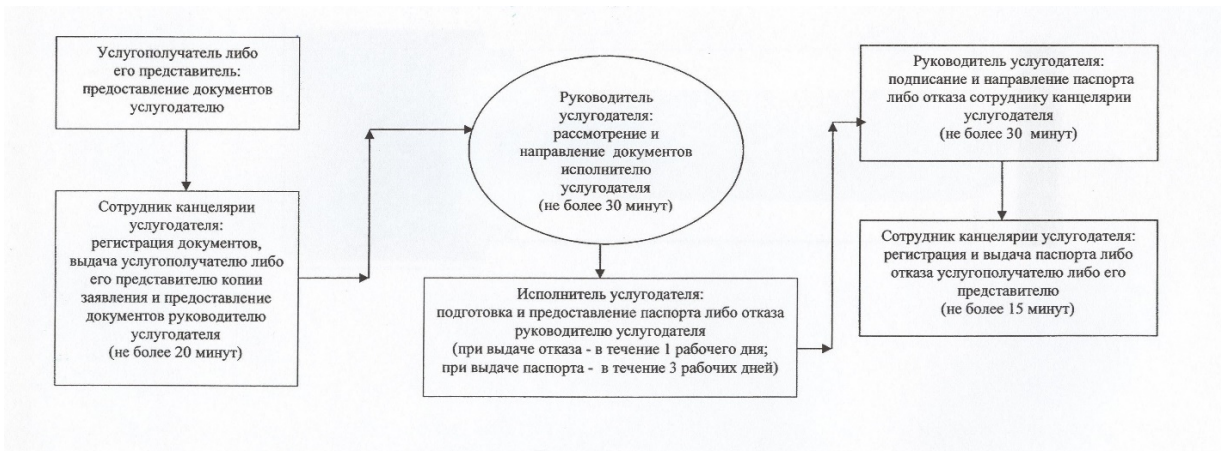 Услугополучатель либо
его представитель:
предоставление документов
услугодателю
Сотрудник канцелярии
услугодателя:
регистрация документов,
выдача услугополучателю либо
его представителю копии
заявления и предоставление
документов руководителю
услугодателя
(не более 20 минут)
Руководитель
услугодателя:
рассмотрение и
направление документов
исполнителю
услугодателя
(не более 30 минут)
Исполнитель услугодателя:
подготовка и предоставление паспорта либо отказа
руководителю услугодателя
(при выдаче отказа - в течение 1 рабочего дня;
при выдаче паспорта - в течение 3 рабочих дней)
Руководитель услугодателя:
подписание и направление паспорта
либо отказа сотруднику канцелярии
услугодателя
(не более 30 минут)
Сотрудник канцелярии услугодателя:
регистрация и выдача паспорта либо
отказа услугополучателю либо его
представителю
(не более 15 минут)